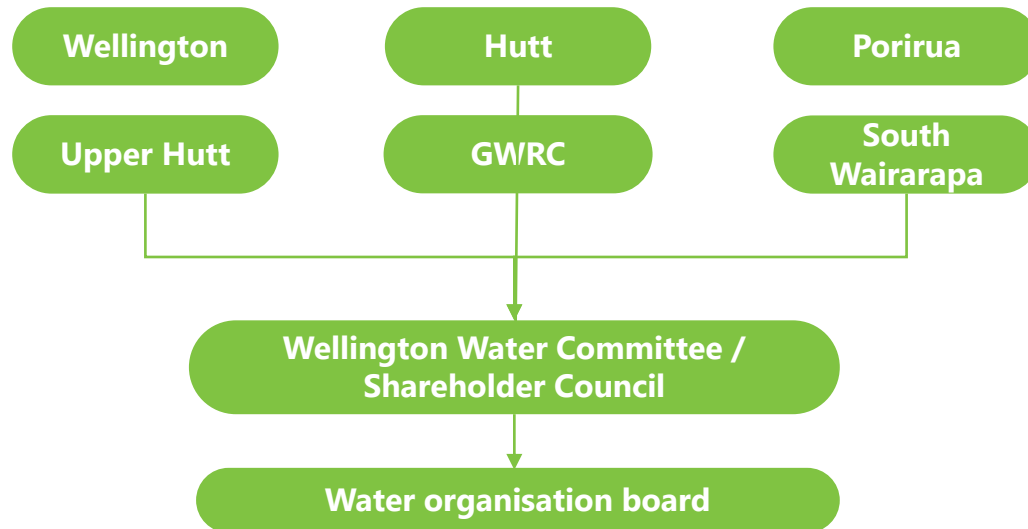 Wellington
Hutt
Porirua
Upper Hutt
GWRC
South
Wairarapa
Wellington Water Committee /
Shareholder Council
Water organisation board